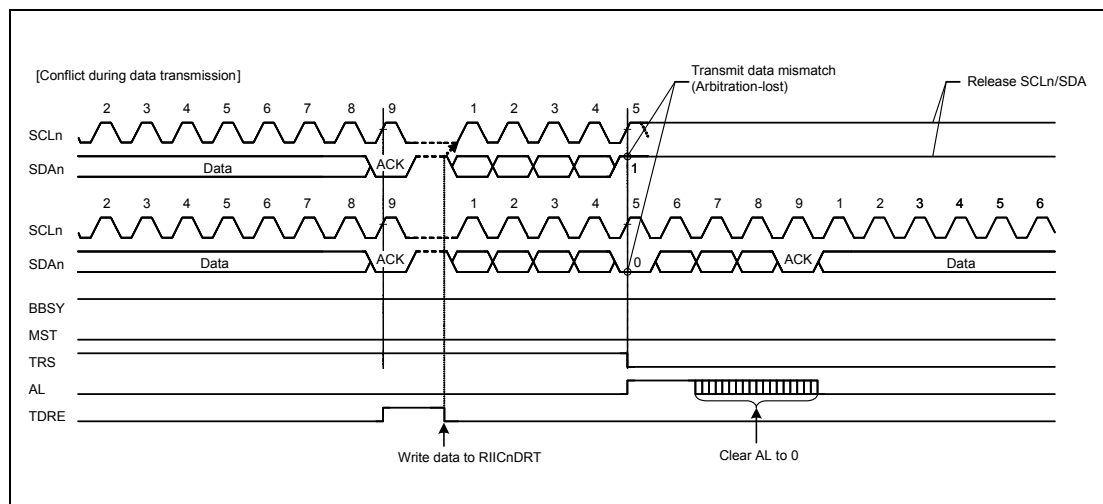 [Conflict during data transmission]
Transmit data mismatch
(Arbitration-lost)
Release SCLn/SDA
2 3 4 5 6 7 8 9 1 2 3 4 5
SCLn
SDAn Data ACK 1
2 3 4 5 6 7 8 9 1 2 3 4 5 6 7 8 9 1 2 3 4 5 6
SCLn
SDAn Data ACK 0 ACK Data
BBSY
MST
TRS
AL
TDRE
Write data to RIICnDRT
Clear AL to 0